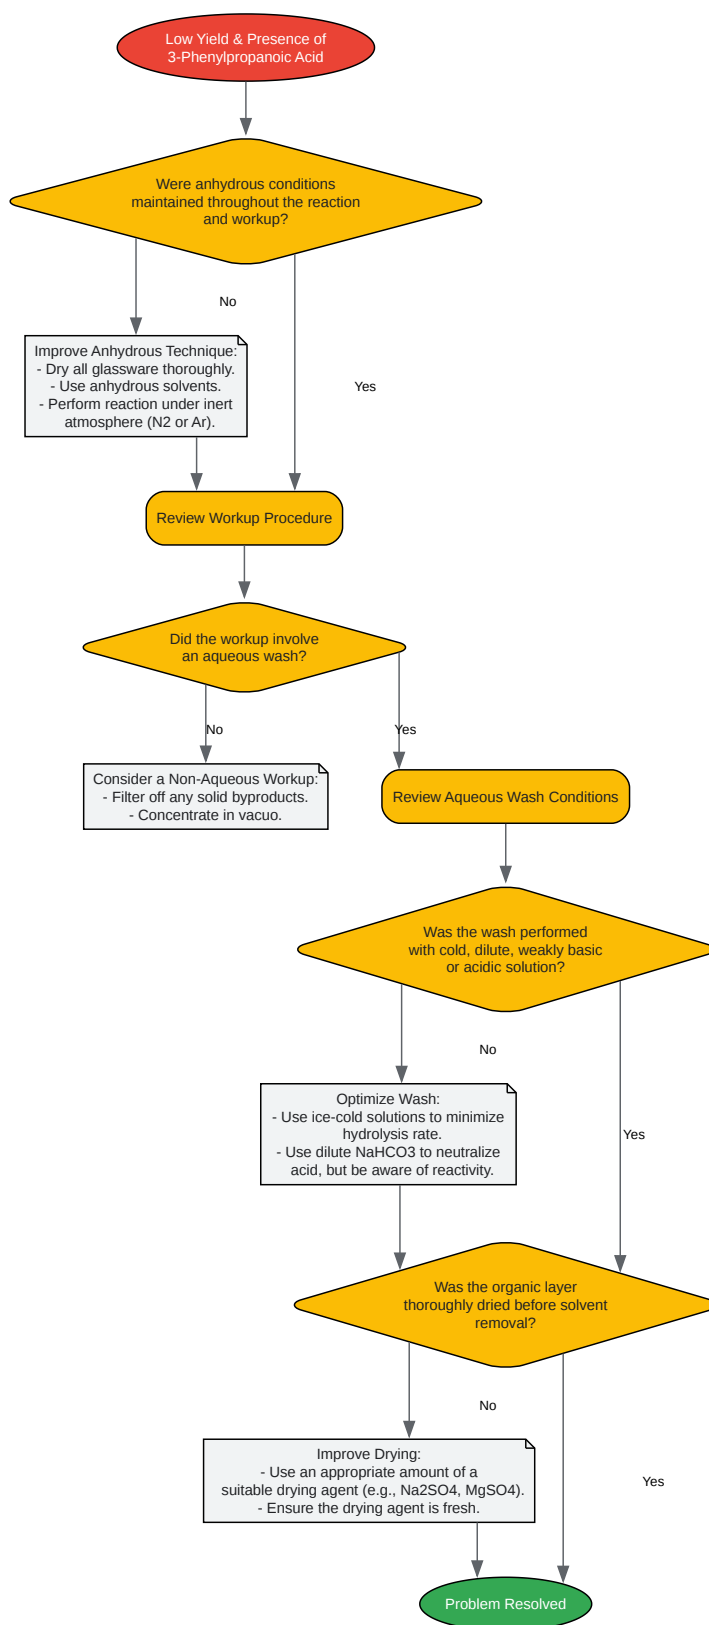 Low Yield & Presence of
3-Phenylpropanoic Acid
Were anhydrous conditions
maintained throughout the reaction
and workup?
No
Improve Anhydrous Technique:
- Dry all glassware thoroughly.
- Use anhydrous solvents.
- Perform reaction under inert
atmosphere (N2 or Ar).
Yes
Review Workup Procedure
Did the workup involve
an aqueous wash?
No
Yes
Consider a Non-Aqueous Workup:
- Filter off any solid byproducts.
- Concentrate in vacuo.
Review Aqueous Wash Conditions
Was the wash performed
with cold, dilute, weakly basic
or acidic solution?
No
Optimize Wash:
- Use ice-cold solutions to minimize
hydrolysis rate.
- Use dilute NaHCO3 to neutralize
acid, but be aware of reactivity.
Yes
Was the organic layer
thoroughly dried before solvent
removal?
No
Improve Drying:
- Use an appropriate amount of a
suitable drying agent (e.g., Na2SO4, MgSO4).
- Ensure the drying agent is fresh.
Yes
Problem Resolved